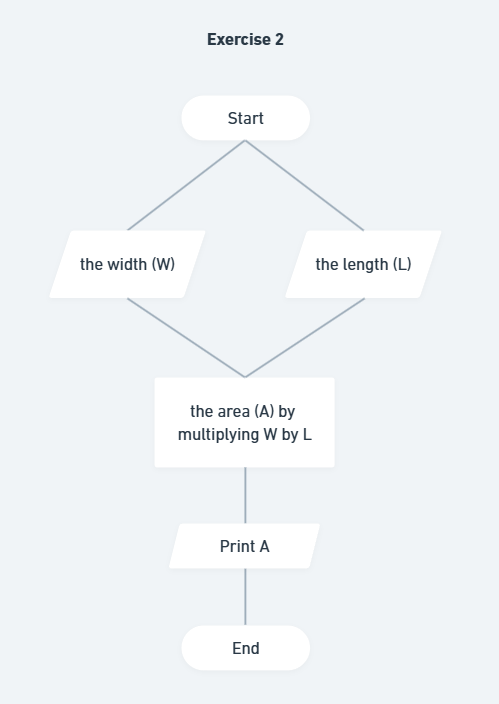 Exercise 2
Start
the width (W)
the length (L)
the area (A) by
multiplying W by L
Print A
End